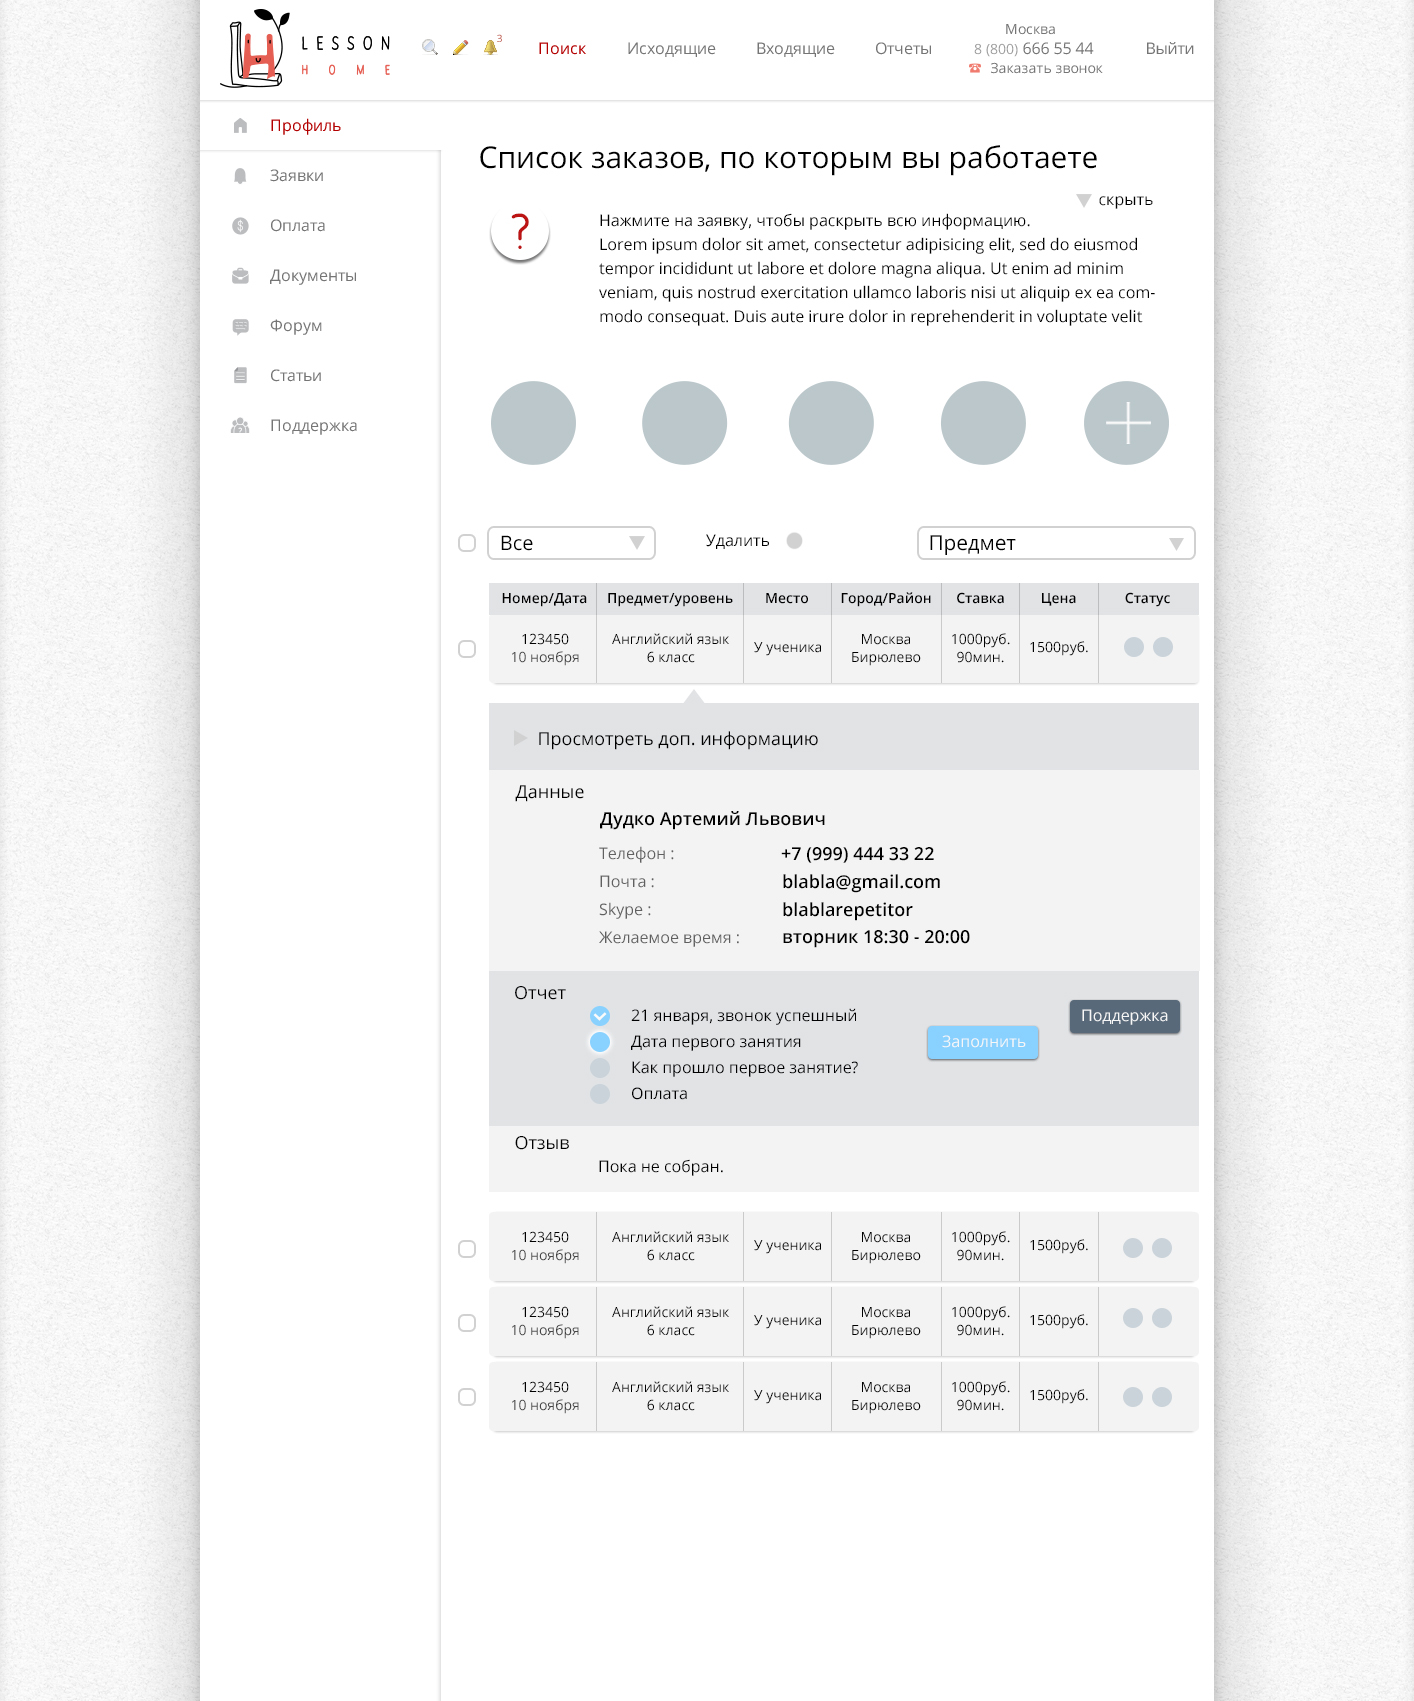 LESSON
HOME
3
Поиск
Исходящие
Входящие
Отчеты
Москва
8 (800) 666 55 44
Заказать звонок
Выйти
Профиль
Заявки
Оплата
Документы
Форум
Статьи
Поддержка
Список заказов, по которым вы работаете
скрыть
?
Нажмите на заявку, чтобы раскрыть всю информацию.
Lorem ipsum dolor sit amet, consectetur adipisicing elit, sed do eiusmod
tempor incididunt ut labore et dolore magna aliqua. Ut enim ad minim
veniam, quis nostrud exercitation ullamco laboris nisi ut aliquip ex ea com-
modo consequat. Duis aute irure dolor in reprehenderit in voluptate velit
Все
Удалить
Предмет
Номер/Дата Предмет/уровень Место Город/Район Ставка Цена Статус
123450 Английский язык У ученика Москва 1000руб. 1500руб.
10 ноября 6 класс Бирюлево 90мин.
Просмотреть доп. информацию
Данные
Дудко Артемий Львович
Телефон : +7 (999) 444 33 22
Почта : blabla@gmail.com
Skype : blablarepetitor
Желаемое время : вторник 18:30 - 20:00
Отчет
21 января, звонок успешный
Поддержка
Дата первого занятия
Заполнить
Как прошло первое занятие?
Оплата
Отзыв
Пока не собран.
123450 Английский язык У ученика Москва 1000руб. 1500руб.
10 ноября 6 класс Бирюлево 90мин.
123450 Английский язык У ученика Москва 1000руб. 1500руб.
10 ноября 6 класс Бирюлево 90мин.
123450 Английский язык У ученика Москва 1000руб. 1500руб.
10 ноября 6 класс Бирюлево 90мин.